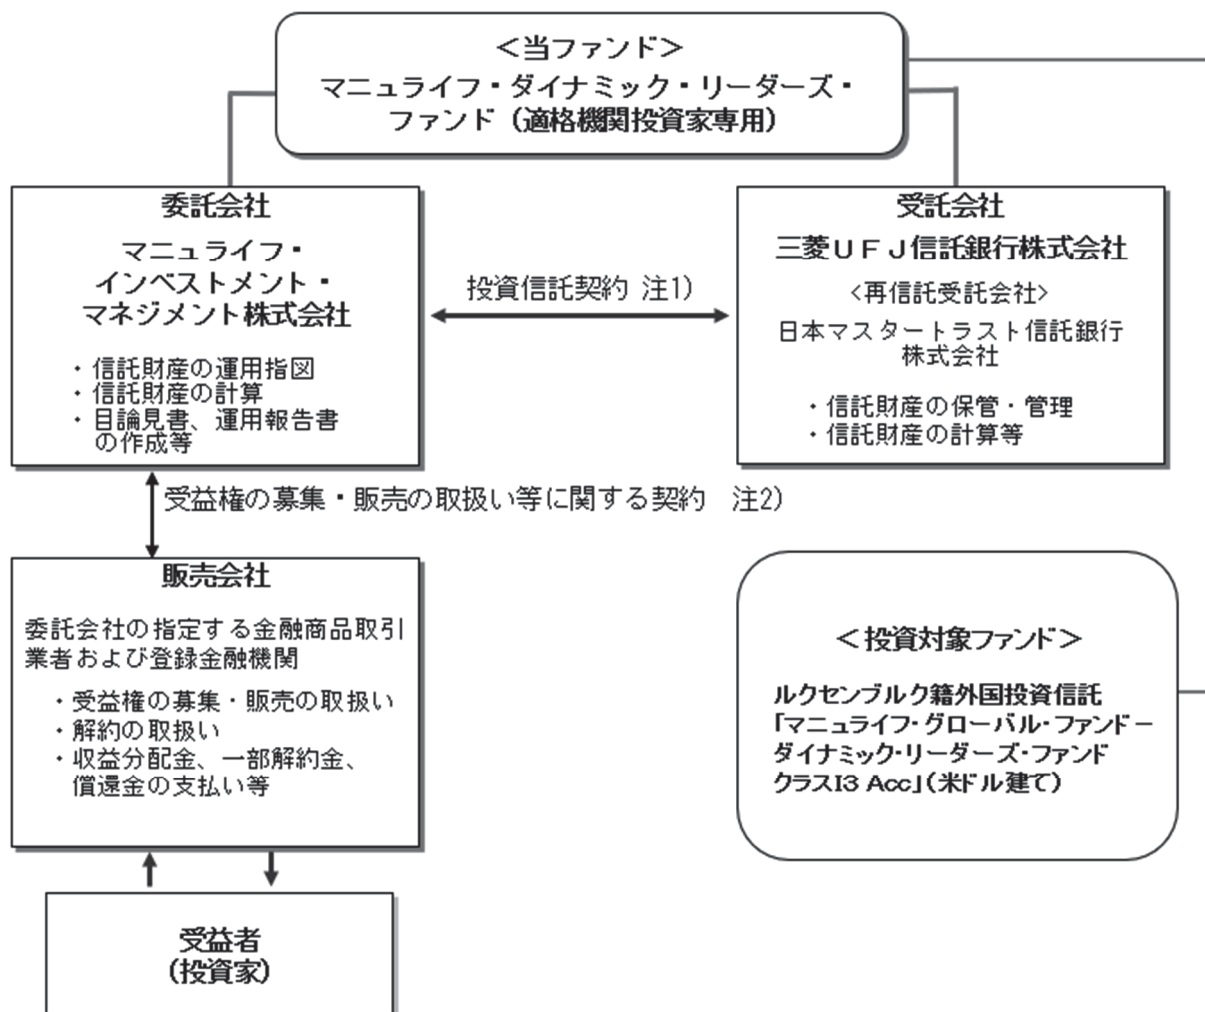 ＜当ファンド＞
マニュライフ・ダイナミック・リーダーズ・
ファンド（適格機関投資家専用）
委託会社
マニュライフ・
インベストメント・
マネジメント株式会社
・信託財産の運用指図
・信託財産の計算
・目論見書、運用報告書
の作成等
投資信託契約 注1)
受託会社
三菱ＵＦＪ信託銀行株式会社
＜再信託受託会社＞
日本マスタートラスト信託銀行
株式会社
・信託財産の保管・管理
・信託財産の計算等
受益権の募集・販売の取扱い等に関する契約　注2)
販売会社
委託会社の指定する金融商品取引
業者および登録金融機関
・受益権の募集・販売の取扱い
・解約の取扱い
・収益分配金、一部解約金、
償還金の支払い等
＜投資対象ファンド＞
ルクセンブルク籍外国投資信託
「マニュライフ・グローバル・ファンド－
ダイナミック・リーダーズ・ファンド
クラスI3 Acc」（米ドル建て）
受益者
（投資家）